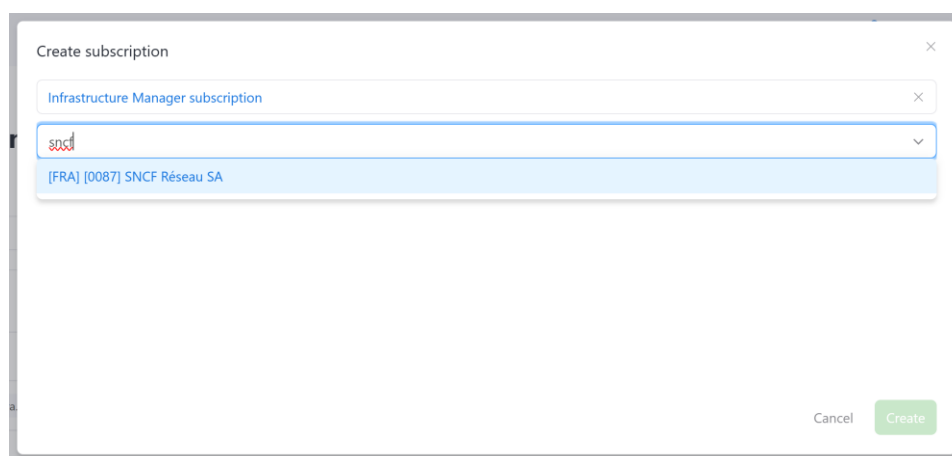 Create subscription
Infrastructure Manager subscription
sncf
[FRA] [0087] SNCF Réseau SA
Cancel
Create